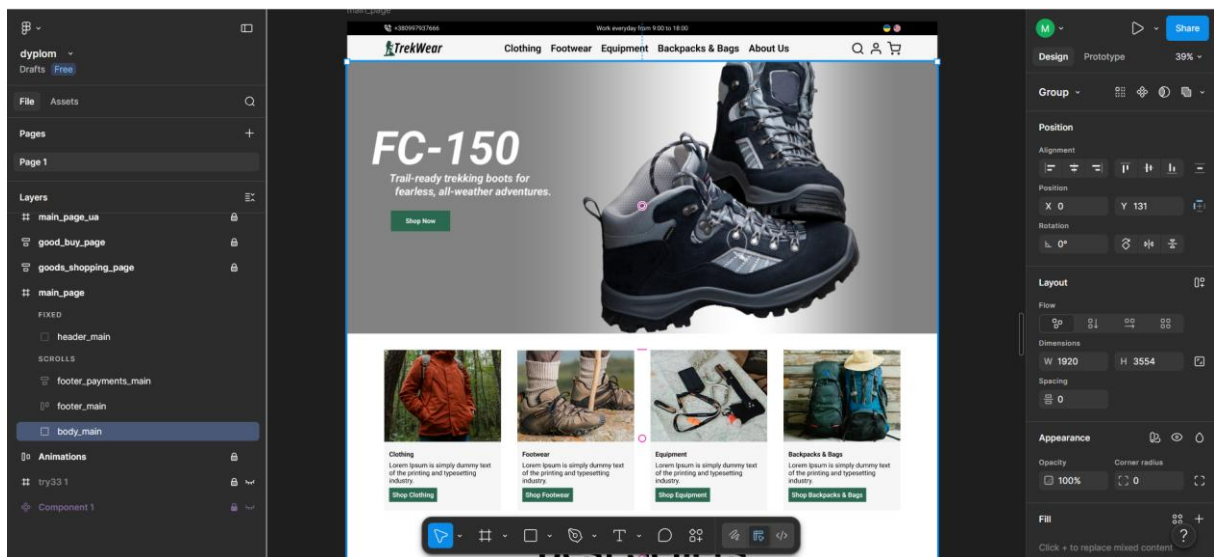 main_page
dyplom
Drafts Free
File Assets
Pages
Page 1
Layers
main_page_ua
good_buy_page
goods_shopping_page
main_page
FIXED
header_main
SCROLLS
footer_payments_main
footer_main
body_main
Animations
try33 1
Component 1
+380997937666 Work everyday from 9:00 to 18:00
TrekWear Clothing Footwear Equipment Backpacks & Bags About Us
FC-150
Trail-ready trekking boots for
fearless, all-weather adventures.
Shop Now
Clothing
Lorem Ipsum is simply dummy text
of the printing and typesetting
industry.
Shop Clothing
Footwear
Lorem Ipsum is simply dummy text
of the printing and typesetting
industry.
Shop Footwear
Equipment
Lorem Ipsum is simply dummy text
of the printing and typesetting
industry.
Shop Equipment
Backpacks & Bags
Lorem Ipsum is simply dummy text
of the printing and typesetting
industry.
Shop Backpacks & Bags
M Share
Design Prototype 39%
Group
Position
Alignment
Position
X 0 Y 131
Rotation
0°
Layout
Flow
Dimensions
W 1920 H 3554
Spacing
0
Appearance
Opacity Corner radius
100% 0
Fill
?
Click + to replace mixed content